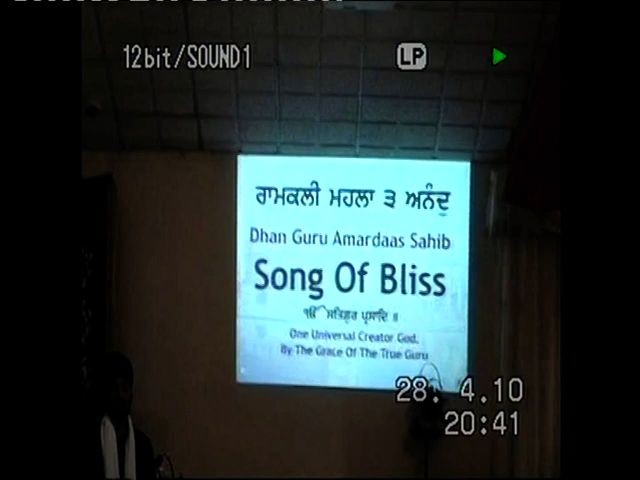 12bit/SOUND1
LP
ਰਾਮਕਲੀ ਮਹਲਾ ੩ ਅਨੰਦੁ
Dhan Guru Amardaas Sahib
Song Of Bliss
ੴ ਸਤਿਗੁਰ ਪ੍ਰਸਾਦਿ ॥
One Universal Creator God.
By The Grace Of The True Guru
28. 4.10
20:41